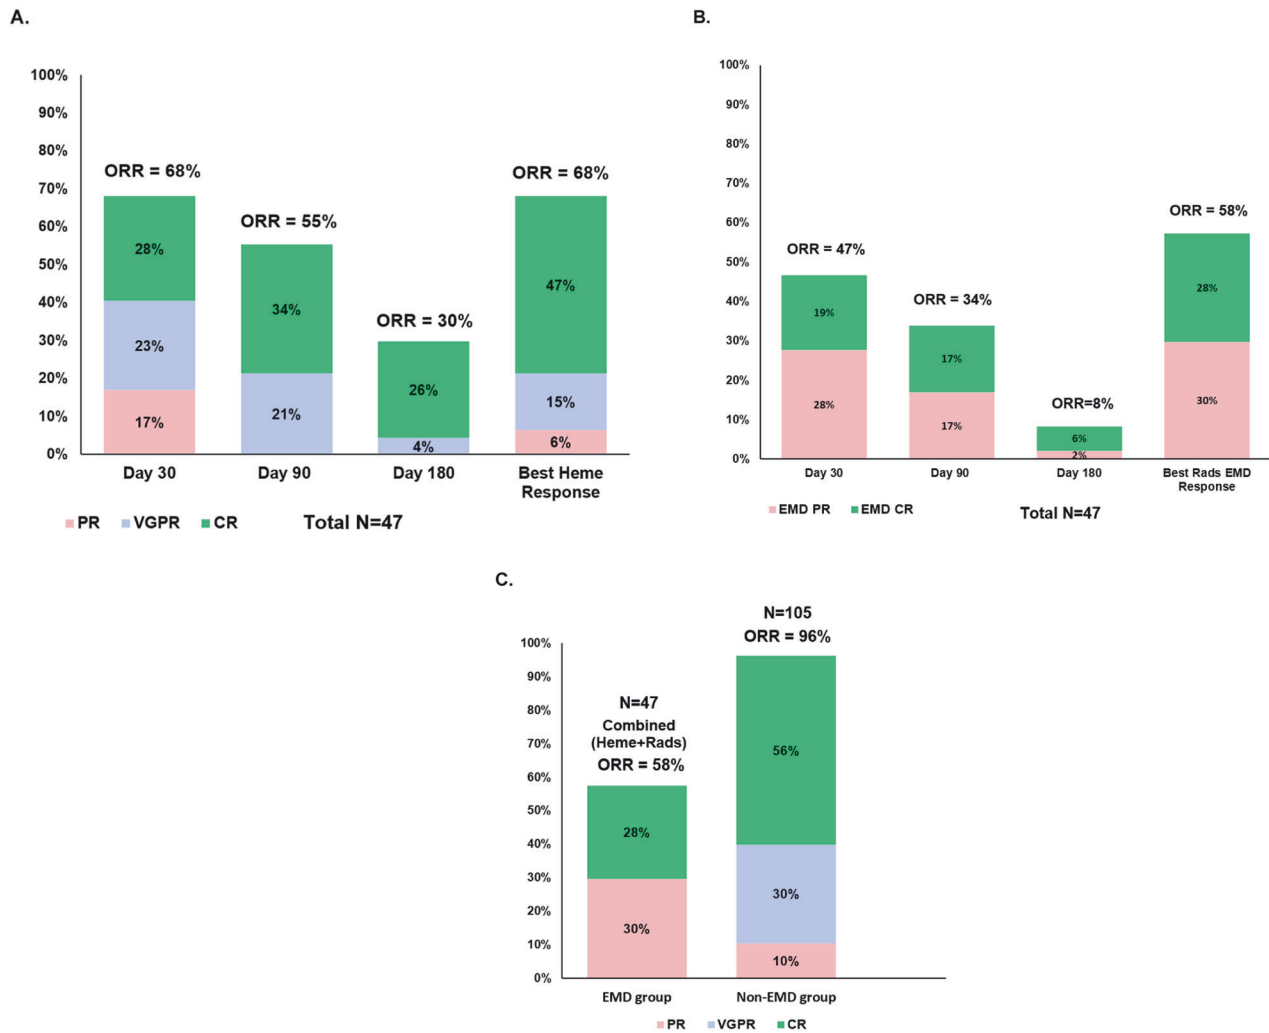 A.
100%
90%
80%
70%
60%
50%
40%
30%
20%
10%
0%
ORR = 68%
28%
23%
17%
ORR = 55%
34%
21%
ORR = 30%
26%
4%
ORR = 68%
47%
15%
6%
Day 30
Day 90
Day 180
Best Heme
Response
PR
VGPR
CR
Total N=47
B.
100%
90%
80%
70%
60%
50%
40%
30%
20%
10%
0%
ORR = 47%
19%
28%
ORR = 34%
17%
17%
ORR=8%
6%
2%
ORR = 58%
28%
30%
Day 30
Day 90
Day 180
Best Rads EMD
Response
EMD PR
EMD CR
Total N=47
C.
100%
90%
80%
70%
60%
50%
40%
30%
20%
10%
0%
N=47
Combined
(Heme+Rads)
ORR = 58%
28%
30%
N=105
ORR = 96%
56%
30%
10%
EMD group
Non-EMD group
PR
VGPR
CR